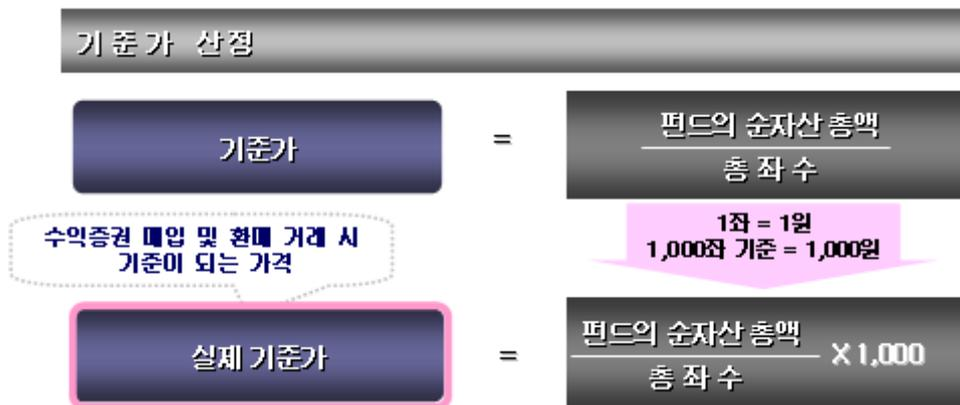 기준가 산정
기준가
=
펀드의 순자산 총액
총 좌 수
수익증권 매입 및 환매 거래 시
기준이 되는 가격
1좌 = 1원
1,000좌 기준 = 1,000원
실제 기준가
=
펀드의 순자산 총액
총 좌 수
X 1,000